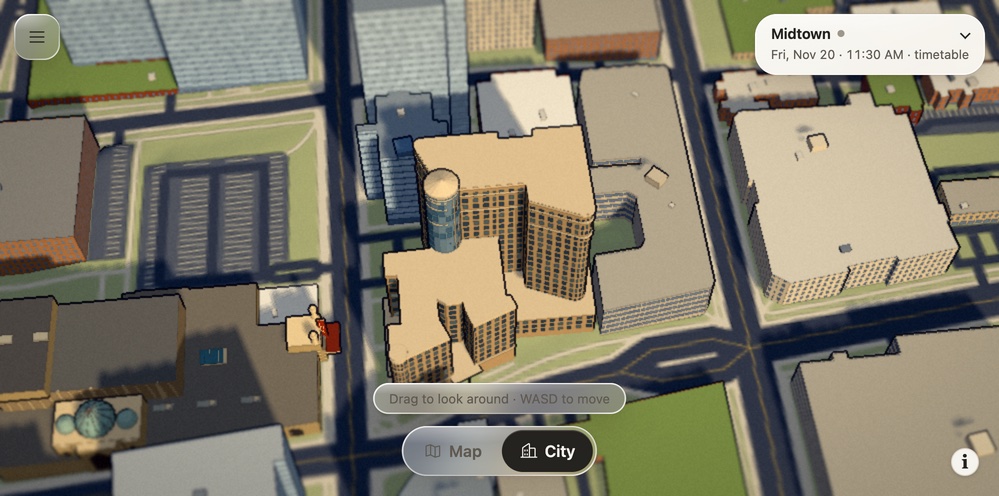 Midtown
Fri, Nov 20 · 11:30 AM · timetable
Drag to look around · WASD to move
Map
City
i